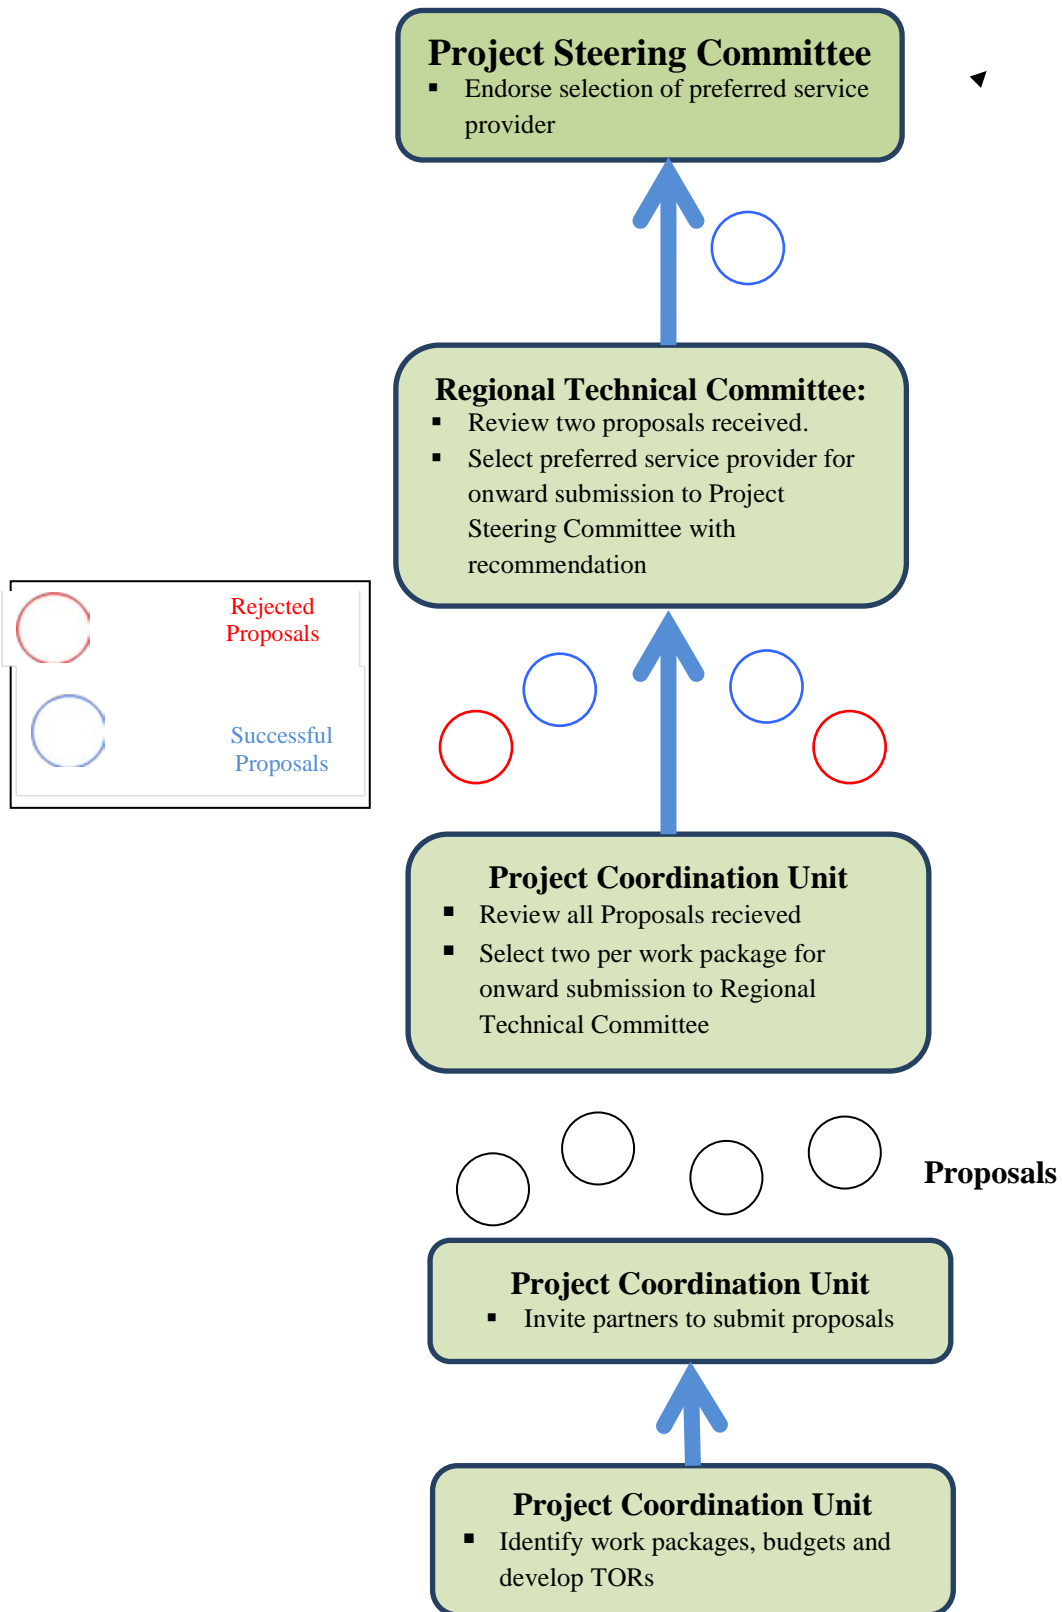 Project Steering Committee
▪ Endorse selection of preferred service
provider
Regional Technical Committee:
▪ Review two proposals received.
▪ Select preferred service provider for
onward submission to Project
Steering Committee with
recommendation
Rejected
Proposals
Successful
Proposals
Project Coordination Unit
▪ Review all Proposals recieved
▪ Select two per work package for
onward submission to Regional
Technical Committee
Proposals
Project Coordination Unit
▪ Invite partners to submit proposals
Project Coordination Unit
▪ Identify work packages, budgets and
develop TORs